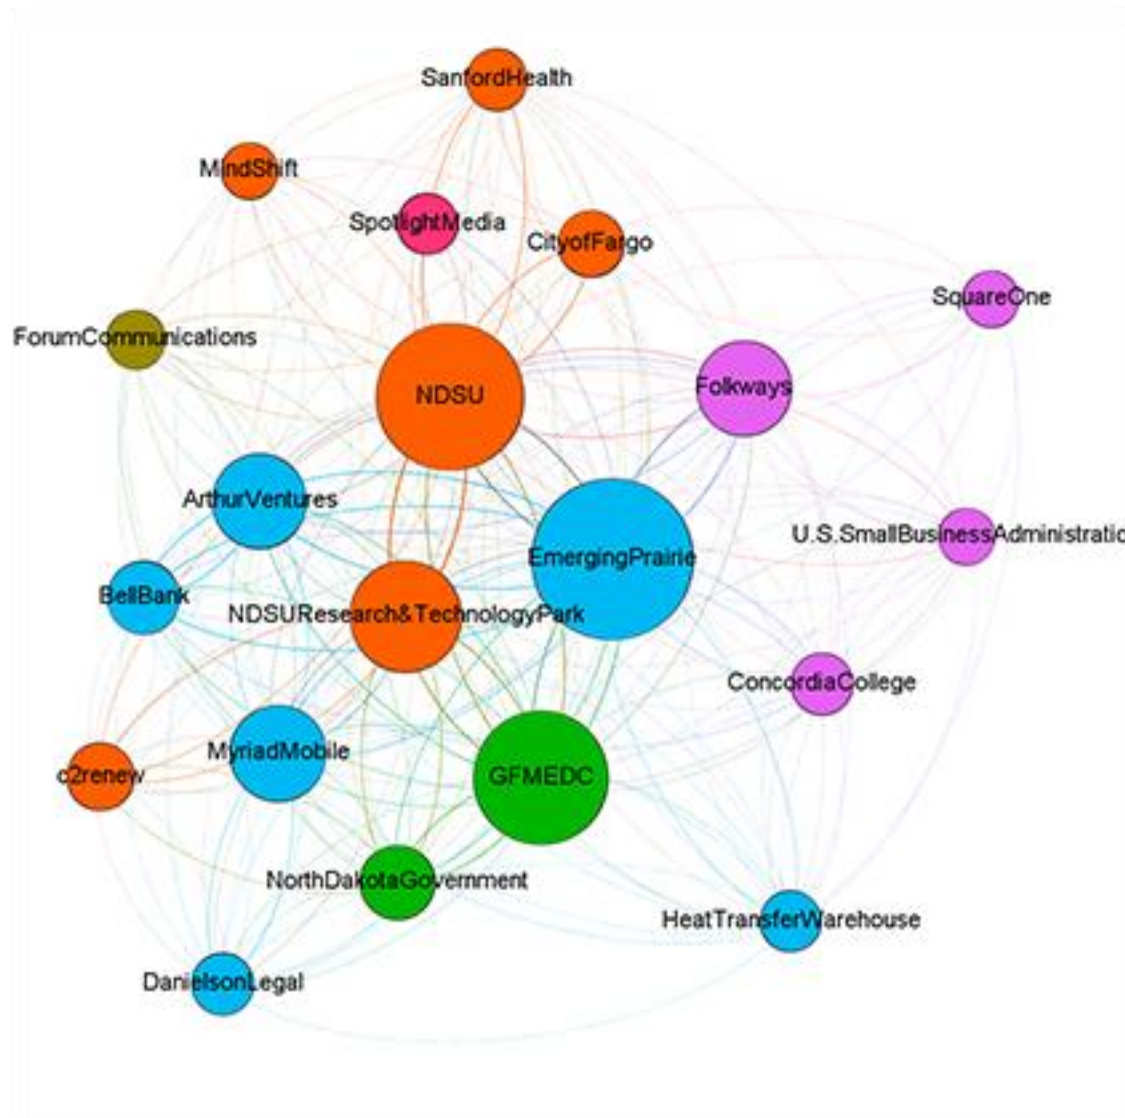 SanfordHealth
MindShift
SpotlightMedia
CityofFargo
SquareOne
ForumCommunications
NDSU
Folkways
ArthurVentures
U.S.SmallBusinessAdministratio
EmergingPrairie
BellBank
NDSUResearch&TechnologyPark
ConcordiaCollege
MyriadMobile
c2renew
GFMEDC
NorthDakotaGovernment
HeatTransferWarehouse
DanielsonLegal